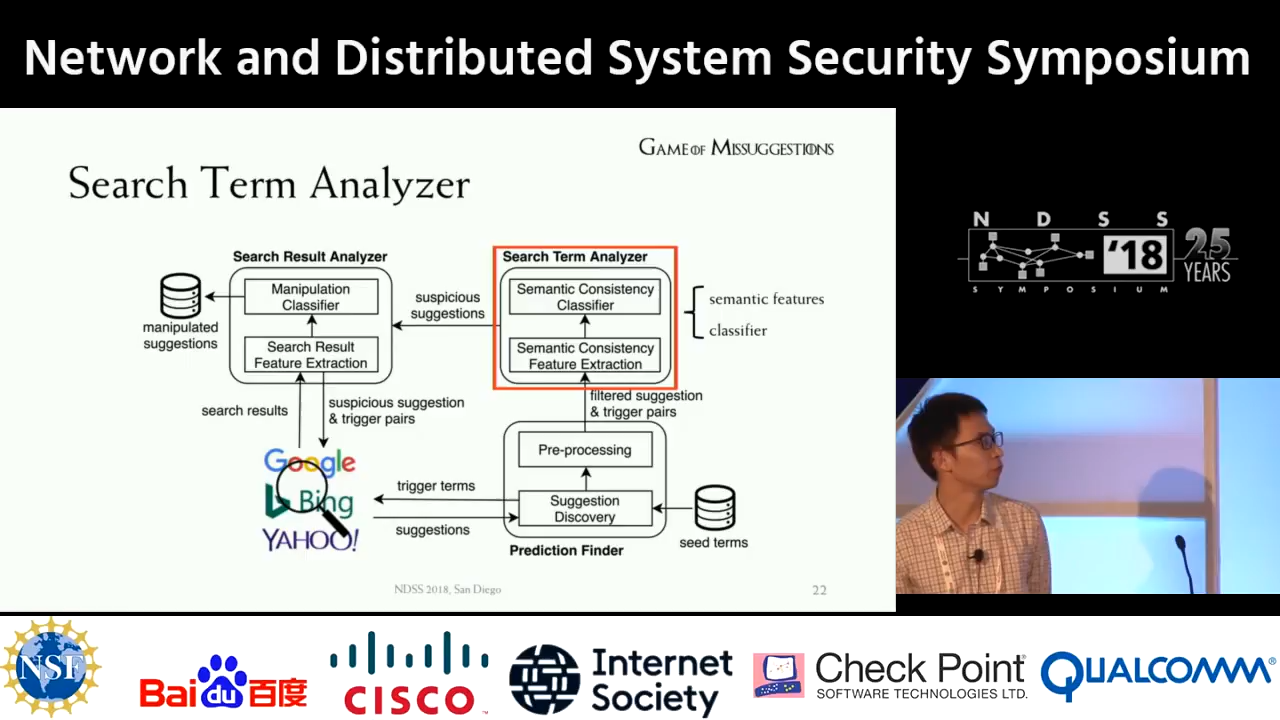 Network and Distributed System Security Symposium
GAME OF MISSUGGESTIONS
Search Term Analyzer
Search Result Analyzer
Manipulation
Classifier
Search Result
Feature Extraction
manipulated
suggestions
suspicious
suggestions
Search Term Analyzer
Semantic Consistency
Classifier
Semantic Consistency
Feature Extraction
semantic features
classifier
search results
suspicious suggestion
& trigger pairs
filtered suggestion
& trigger pairs
Google
Bing
YAHOO!
trigger terms
suggestions
Pre-processing
Suggestion
Discovery
Prediction Finder
seed terms
NDSS 2018, San Diego
22
N D S S
'18
25
YEARS
S Y M P O S I U M
NSF
Bai du 百度
CISCO
Internet
Society
Check Point
SOFTWARE TECHNOLOGIES LTD.
QUALCOMM